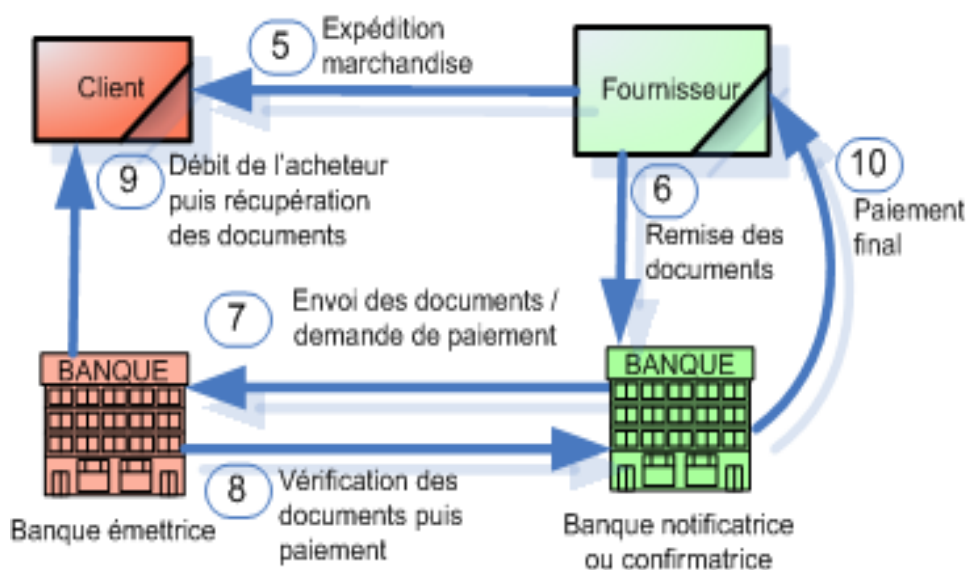 5
Expédition
marchandise
Client
Fournisseur
9
Débit de l'acheteur
puis récupération
des documents
6
Remise des
documents
10
Paiement
final
7
Envoi des documents /
demande de paiement
BANQUE
BANQUE
8
Vérification des
documents puis
paiement
Banque émettrice
Banque notificatrice
ou confirmatrice